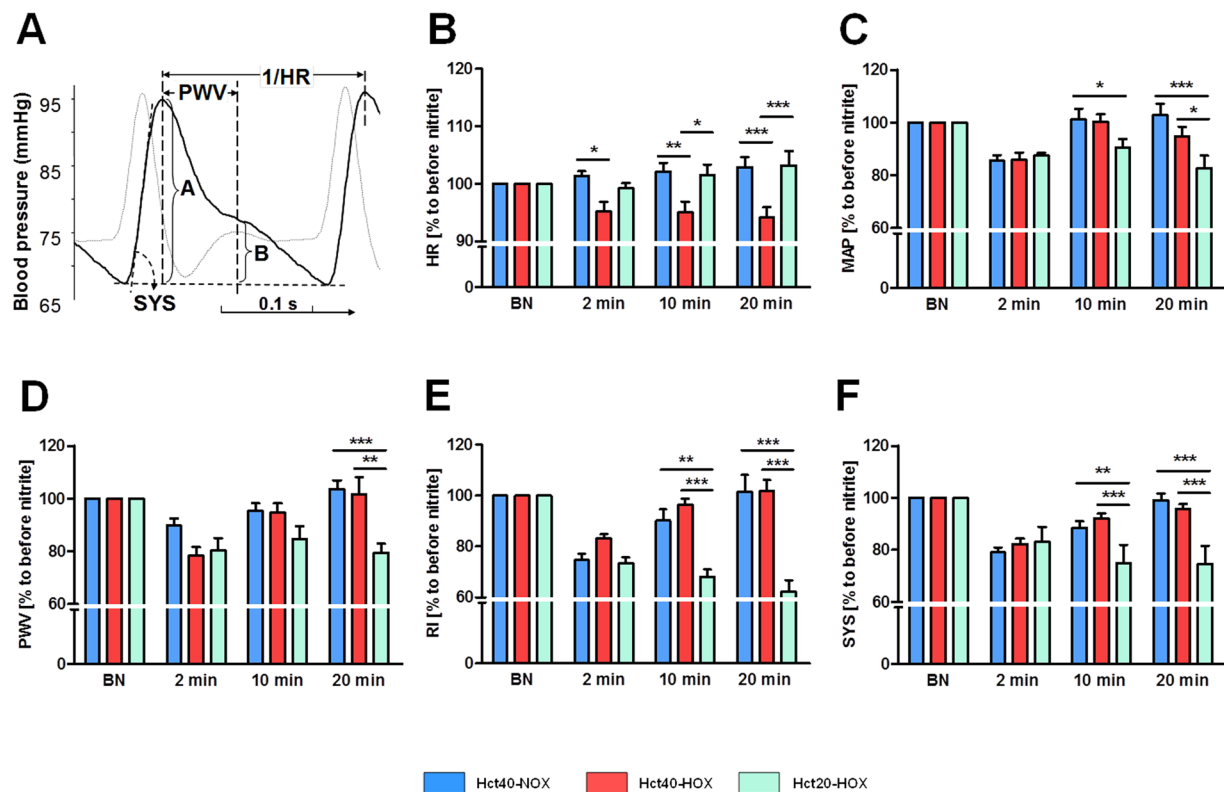 A
1/HR
PWV
Blood pressure (mmHg)
95
85
75
65
A
B
SYS
0.1 s
B
HR [% to before nitrite]
120
110
100
90
0
*
**
*
***
***
BN
2 min
10 min
20 min
C
MAP [% to before nitrite]
120
100
80
60
0
*
***
*
BN
2 min
10 min
20 min
D
PWV [% to before nitrite]
120
100
80
60
0
***
**
BN
2 min
10 min
20 min
E
RI [% to before nitrite]
120
100
80
60
0
**
***
***
***
BN
2 min
10 min
20 min
F
SYS [% to before nitrite]
120
100
80
60
0
**
***
***
***
BN
2 min
10 min
20 min
Hct40-NOX
Hct40-HOX
Hct20-HOX